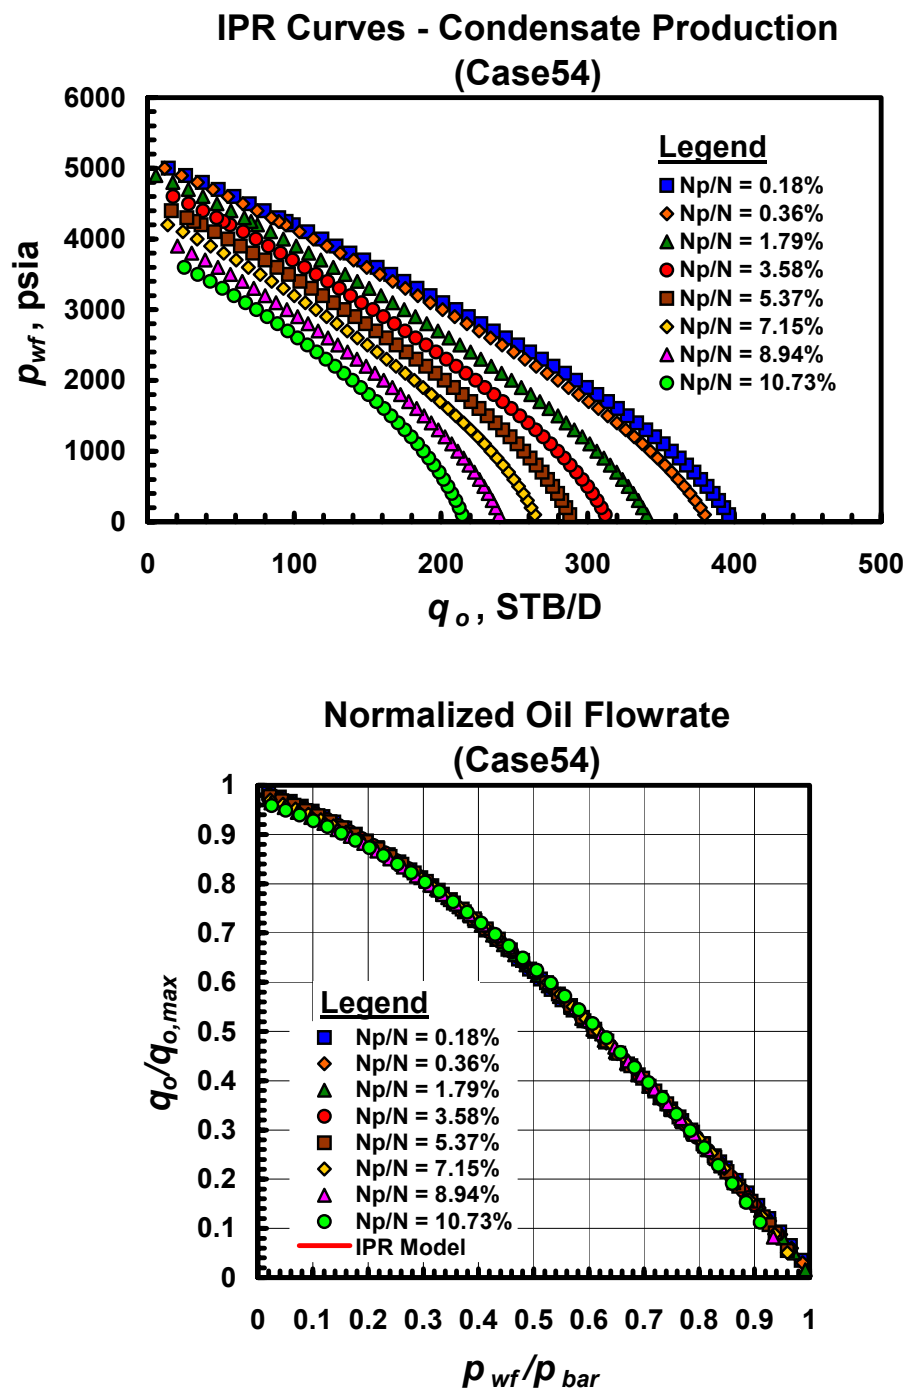 IPR Curves - Condensate Production
(Case54)
6000
5000
4000
3000
2000
1000
0
p wf, psia
Legend
Np/N = 0.18%
Np/N = 0.36%
Np/N = 1.79%
Np/N = 3.58%
Np/N = 5.37%
Np/N = 7.15%
Np/N = 8.94%
Np/N = 10.73%
0 100 200 300 400 500
q o , STB/D
Normalized Oil Flowrate
(Case54)
1
0.9
0.8
0.7
0.6
0.5
0.4
0.3
0.2
0.1
0
qo/qo,max
Legend
Np/N = 0.18%
Np/N = 0.36%
Np/N = 1.79%
Np/N = 3.58%
Np/N = 5.37%
Np/N = 7.15%
Np/N = 8.94%
Np/N = 10.73%
IPR Model
0 0.1 0.2 0.3 0.4 0.5 0.6 0.7 0.8 0.9 1
p wf /p bar